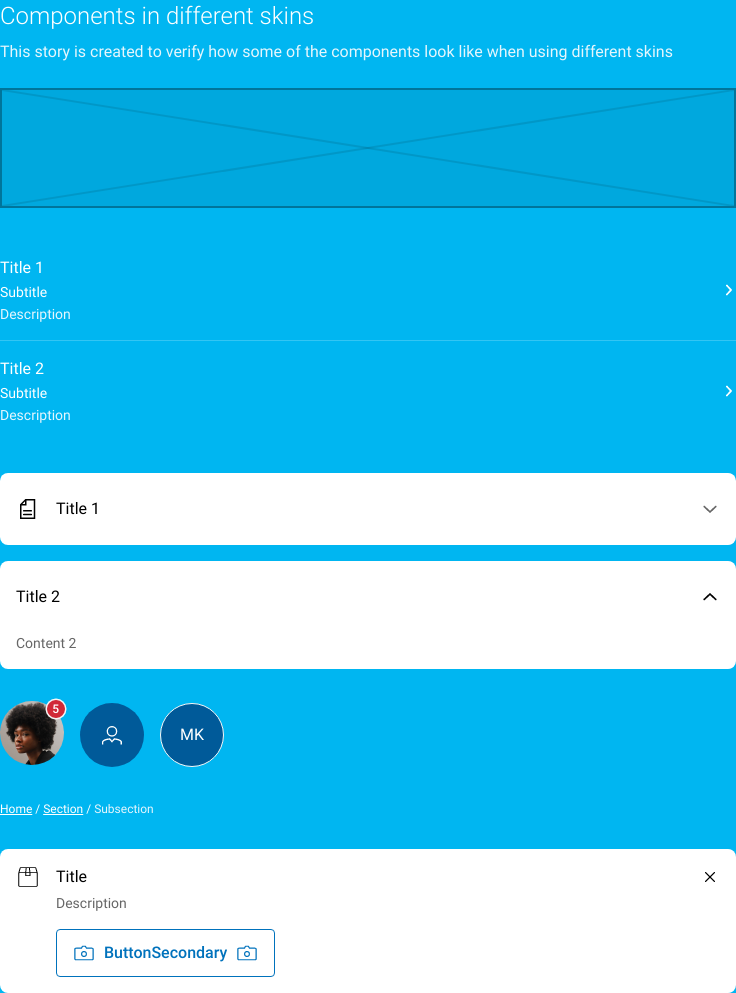 Components in different skins
This story is created to verify how some of the components look like when using different skins
Title 1
Subtitle
Description
Title 2
Subtitle
Description
Title 1
Title 2
Content 2
5
MK
Home / Section / Subsection
Title
Description
ButtonSecondary